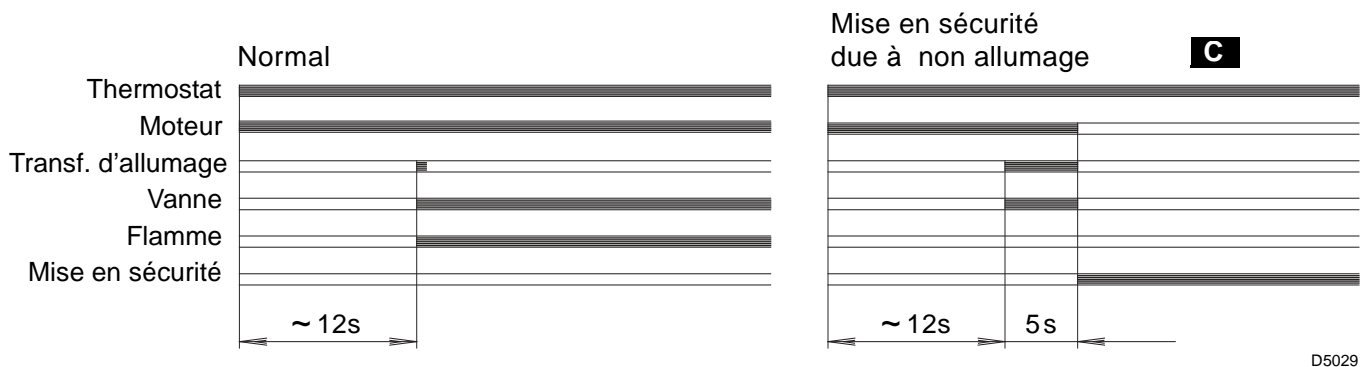 Normal
Mise en sécurité
due à non allumage
C
Thermostat
Moteur
Transf. d'allumage
Vanne
Flamme
Mise en sécurité
~ 12s
~ 12s
5s
D5029